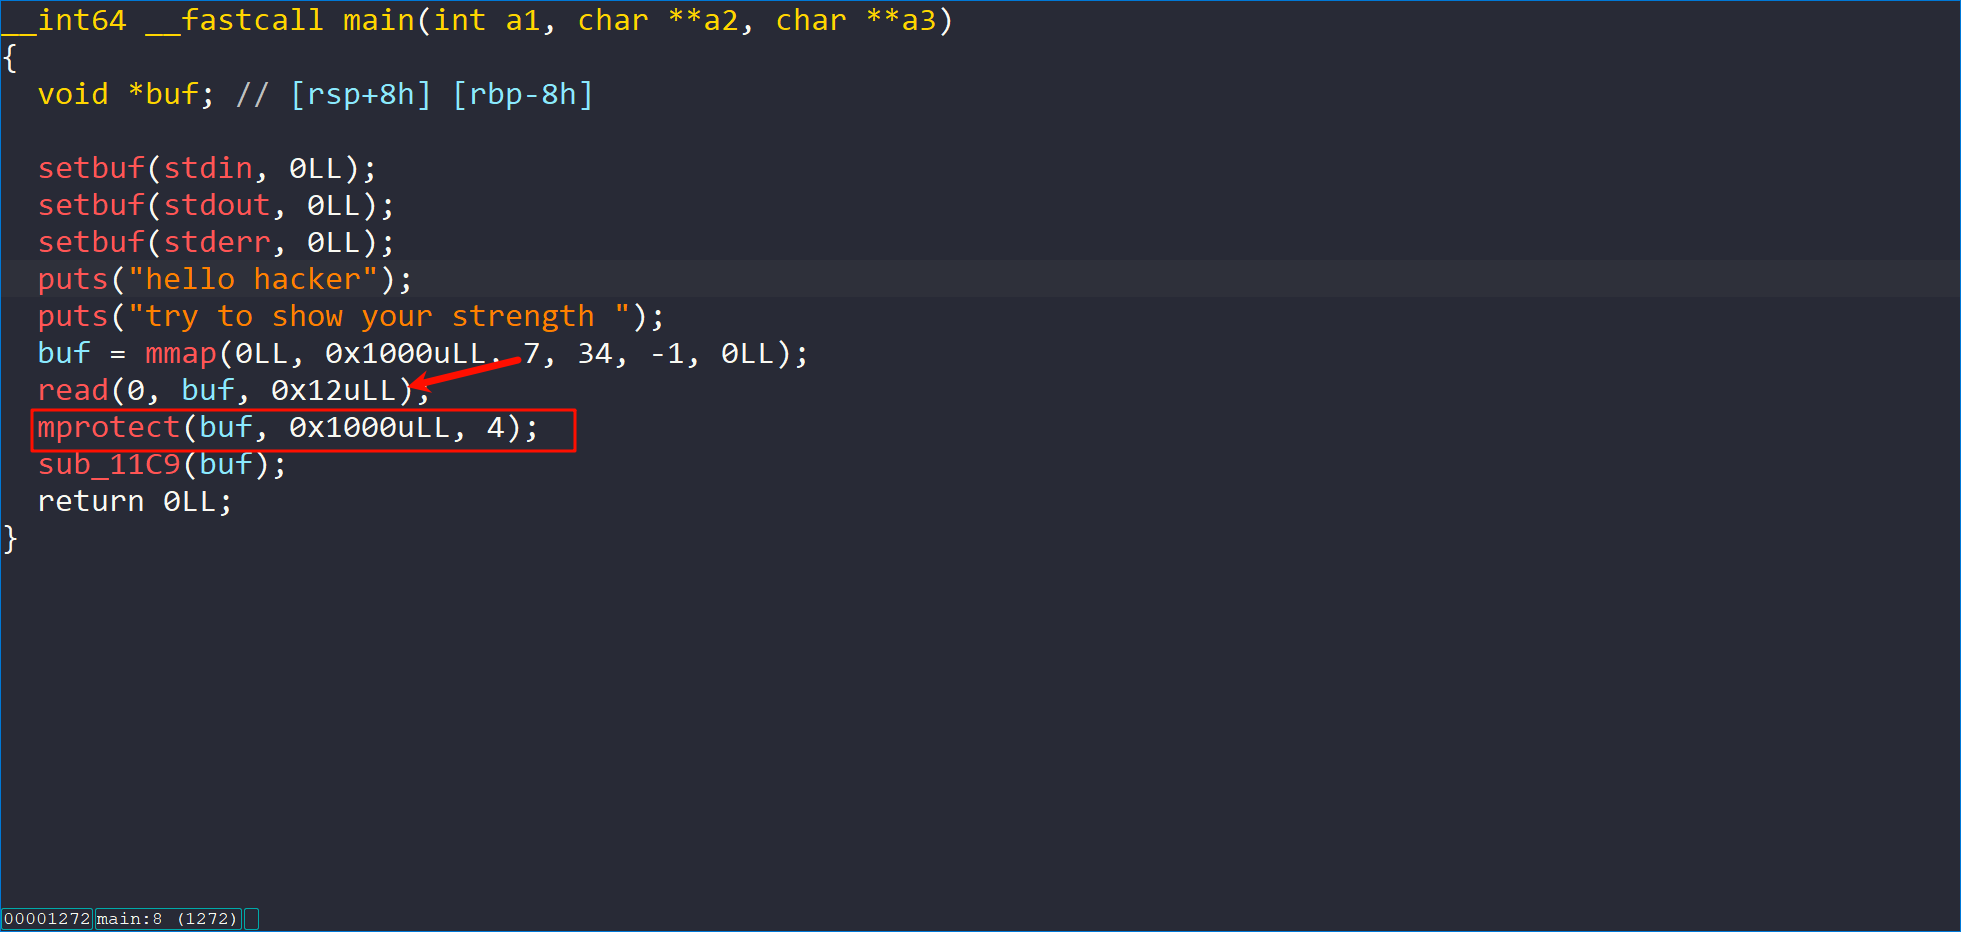 __int64 __fastcall main(int a1, char **a2, char **a3)
{
  void *buf; // [rsp+8h] [rbp-8h]

  setbuf(stdin, 0LL);
  setbuf(stdout, 0LL);
  setbuf(stderr, 0LL);
  puts("hello hacker");
  puts("try to show your strength ");
  buf = mmap(0LL, 0x1000uLL, 7, 34, -1, 0LL);
  read(0, buf, 0x12uLL);
  mprotect(buf, 0x1000uLL, 4);
  sub_11C9(buf);
  return 0LL;
}
00001272 main:8 (1272)